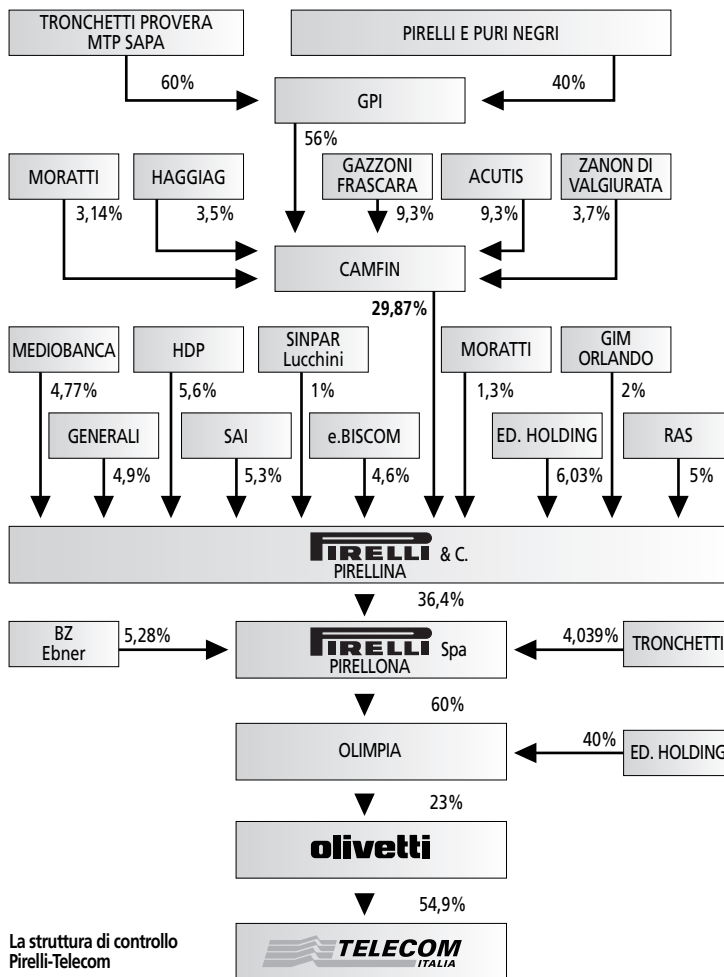 TRONCHETTI PROVERA
MTP SAPA
PIRELLI E PURI NEGRI
60%
40%
GPI
56%
MORATTI
HAGGIAG
GAZZONI
FRASCARA
ACUTIS
ZANON DI
VALGIURATA
3,14%
3,5%
9,3%
9,3%
3,7%
CAMFIN
29,87%
MEDIOBANCA
HDP
SINPAR
Lucchini
MORATTI
GIM
ORLANDO
4,77%
5,6%
1%
1,3%
2%
GENERALI
SAI
e.BISCOM
ED. HOLDING
RAS
4,9%
5,3%
4,6%
6,03%
5%
PIRELLI & C.
PIRELLINA
36,4%
BZ
Ebner
5,28%
PIRELLI Spa
PIRELLONA
4,039%
TRONCHETTI
60%
OLIMPIA
40%
ED. HOLDING
23%
olivetti
54,9%
La struttura di controllo
Pirelli-Telecom
TELECOM
ITALIA